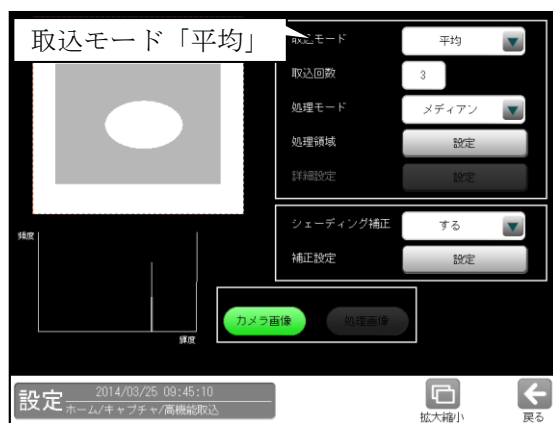 取込モード「平均」
取込モード
平均
取込回数
3
処理モード
メディアン
処理領域
設定
詳細設定
設定
シェーディング補正
する
補正設定
設定
輝度
輝度
カメラ画像
処理画像
設定
2014/03/25 09:45:10
ホーム/キャプチャ/高機能取込
拡大縮小
戻る